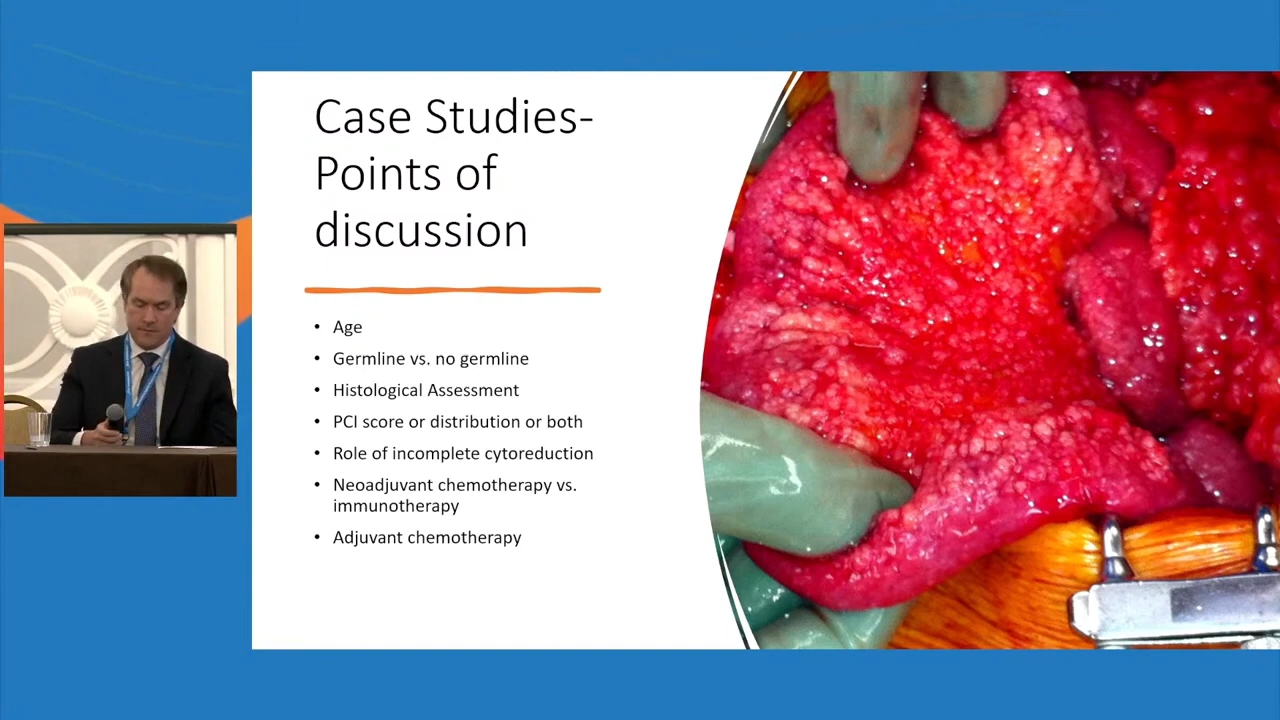 Case Studies-
Points of
discussion
• Age
• Germline vs. no germline
• Histological Assessment
• PCI score or distribution or both
• Role of incomplete cytoreduction
• Neoadjuvant chemotherapy vs.
immunotherapy
• Adjuvant chemotherapy